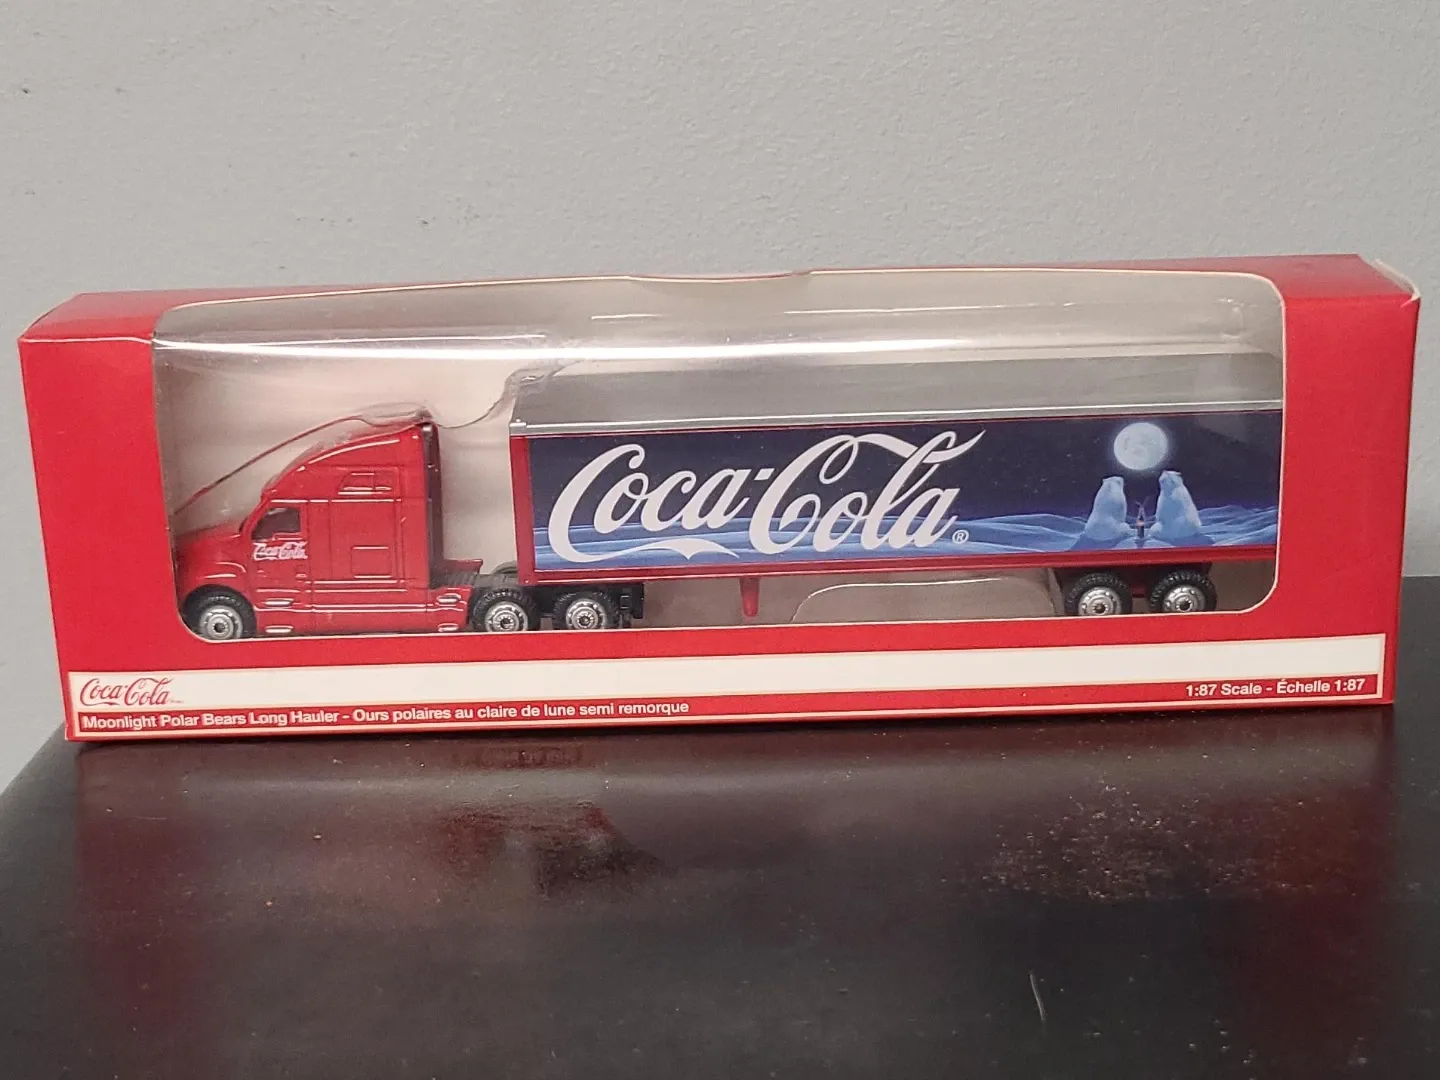 Coca-Cola
Coca-Cola®
Coca-Cola
Moonlight Polar Bears Long Hauler - Ours polaires au claire de lune semi remorque
1:87 Scale - Échelle 1:87